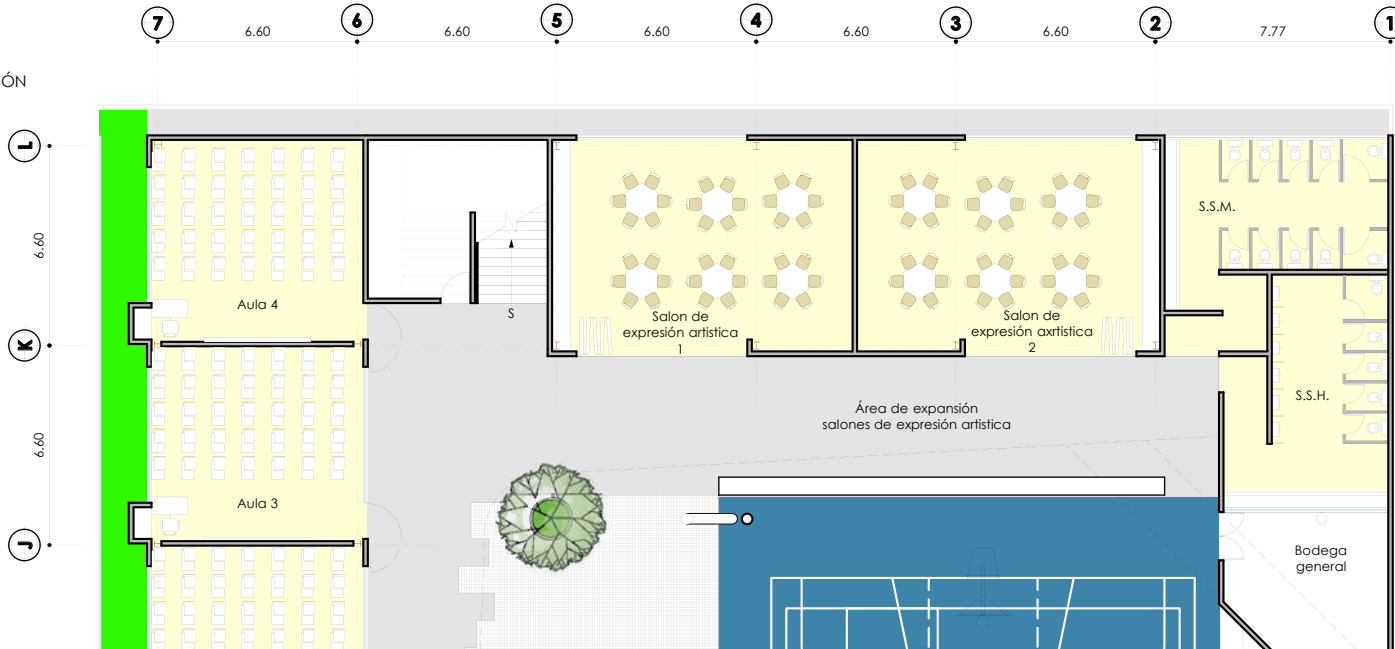 7 6 5 4 3 2 1
6.60 6.60 6.60 6.60 6.60 7.77
ÓN
L
6.60
K
6.60
J
S.S.M.
Aula 4
S
Salon de
expresión artistica
1
Salon de
expresión axrtistica
2
S.S.H.
Área de expansión
salones de expresión artistica
Aula 3
Bodega
general